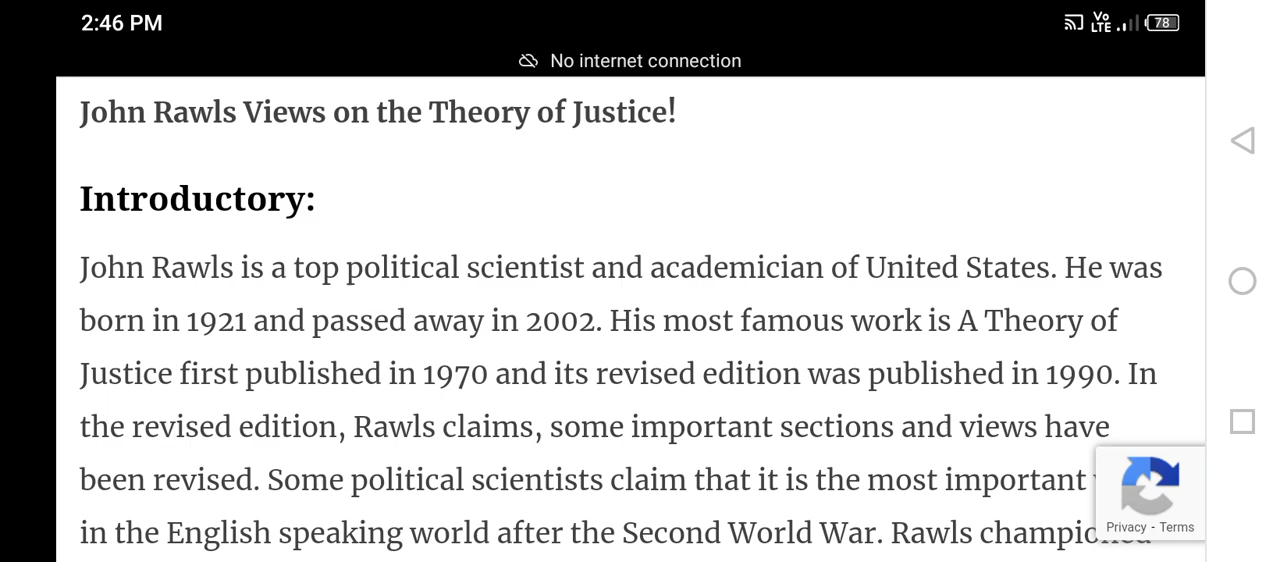 2:46 PM
Vo
LTE
78
No internet connection
John Rawls Views on the Theory of Justice!
Introductory:
John Rawls is a top political scientist and academician of United States. He was
born in 1921 and passed away in 2002. His most famous work is A Theory of
Justice first published in 1970 and its revised edition was published in 1990. In
the revised edition, Rawls claims, some important sections and views have
been revised. Some political scientists claim that it is the most important
in the English speaking world after the Second World War. Rawls championed
Privacy - Terms